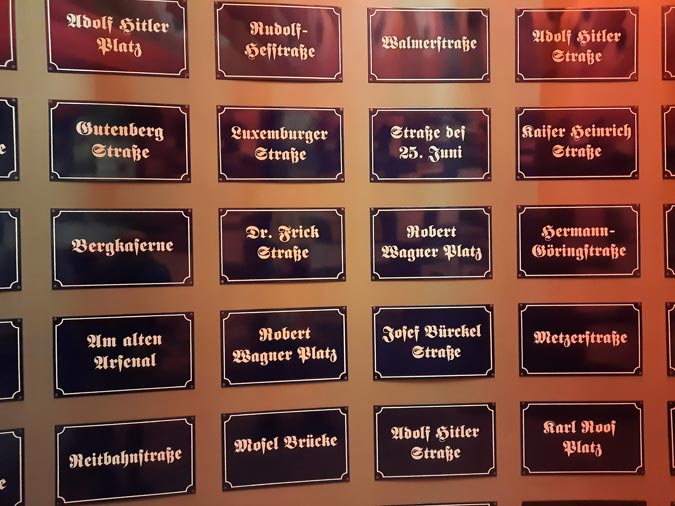 Adolf Hitler
Platz
Rudolf-
Heſſtraße
Walmerſtraße
Adolf Hitler
Straße
Gutenberg
Straße
Luxemburger
Straße
Straße deſ
25. Juni
Kaiſer Heinrich
Straße
e
Bergkaſerne
Dr. Frick
Straße
Robert
Wagner Platz
Hermann-
Göringſtraße
Am alten
Arſenal
Robert
Wagner Platz
Joſef Bürckel
Straße
Metzerſtraße
Reitbahnſtraße
Moſel Brücke
Adolf Hitler
Straße
Karl Rooſ
Platz
e